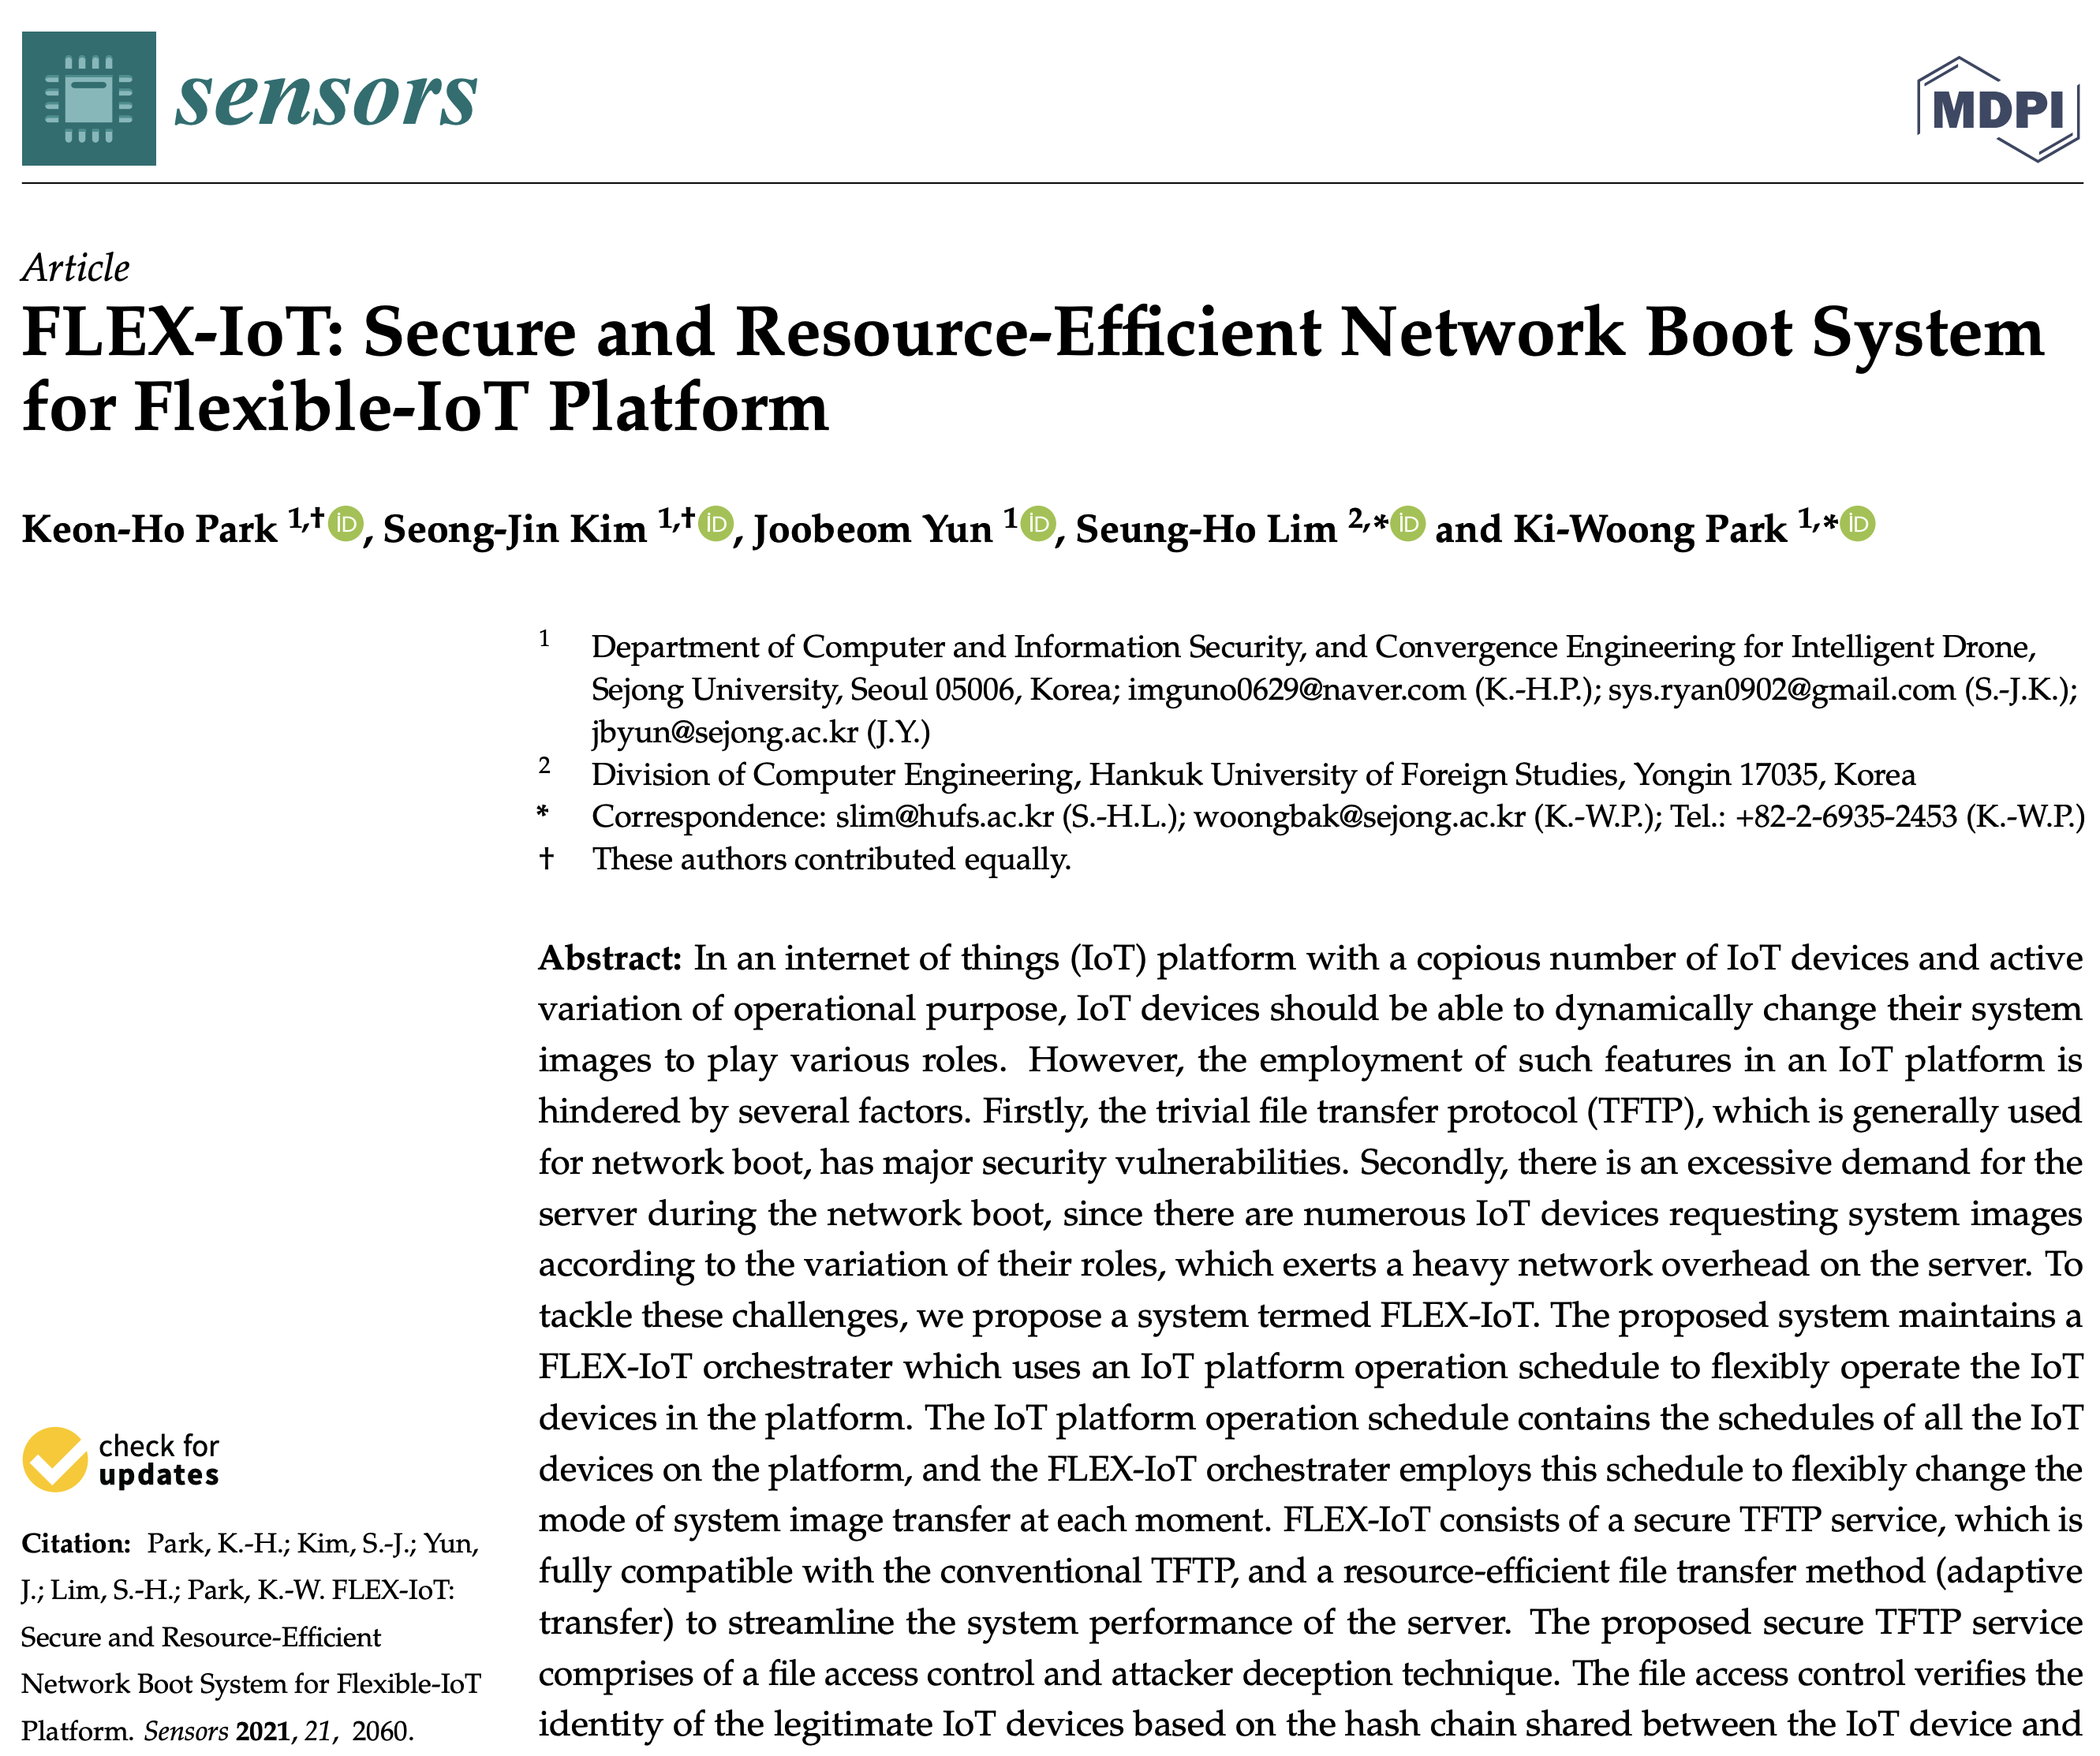 sensors
MDPI
Article
FLEX-IoT: Secure and Resource-Efficient Network Boot System
for Flexible-IoT Platform
Keon-Ho Park 1,† iD, Seong-Jin Kim 1,† iD, Joobeom Yun 1 iD, Seung-Ho Lim 2,* iD and Ki-Woong Park 1,* iD
1 Department of Computer and Information Security, and Convergence Engineering for Intelligent Drone,
Sejong University, Seoul 05006, Korea; imguno0629@naver.com (K.-H.P.); sys.ryan0902@gmail.com (S.-J.K.);
jbyun@sejong.ac.kr (J.Y.)
2 Division of Computer Engineering, Hankuk University of Foreign Studies, Yongin 17035, Korea
* Correspondence: slim@hufs.ac.kr (S.-H.L.); woongbak@sejong.ac.kr (K.-W.P.); Tel.: +82-2-6935-2453 (K.-W.P.)
† These authors contributed equally.
Abstract: In an internet of things (IoT) platform with a copious number of IoT devices and active
variation of operational purpose, IoT devices should be able to dynamically change their system
images to play various roles. However, the employment of such features in an IoT platform is
hindered by several factors. Firstly, the trivial file transfer protocol (TFTP), which is generally used
for network boot, has major security vulnerabilities. Secondly, there is an excessive demand for the
server during the network boot, since there are numerous IoT devices requesting system images
according to the variation of their roles, which exerts a heavy network overhead on the server. To
tackle these challenges, we propose a system termed FLEX-IoT. The proposed system maintains a
FLEX-IoT orchestrater which uses an IoT platform operation schedule to flexibly operate the IoT
devices in the platform. The IoT platform operation schedule contains the schedules of all the IoT
devices on the platform, and the FLEX-IoT orchestrater employs this schedule to flexibly change the
mode of system image transfer at each moment. FLEX-IoT consists of a secure TFTP service, which is
fully compatible with the conventional TFTP, and a resource-efficient file transfer method (adaptive
transfer) to streamline the system performance of the server. The proposed secure TFTP service
comprises of a file access control and attacker deception technique. The file access control verifies the
identity of the legitimate IoT devices based on the hash chain shared between the IoT device and
check for
updates
Citation: Park, K.-H.; Kim, S.-J.; Yun,
J.; Lim, S.-H.; Park, K.-W. FLEX-IoT:
Secure and Resource-Efficient
Network Boot System for Flexible-IoT
Platform. Sensors 2021, 21, 2060.